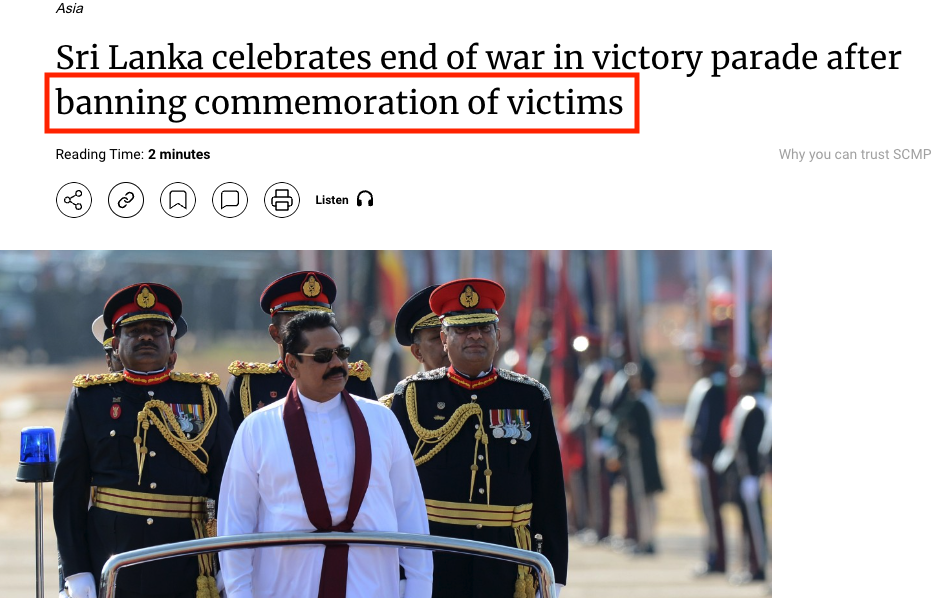 Asia
Sri Lanka celebrates end of war in victory parade after
banning commemoration of victims
Reading Time: 2 minutes
Why you can trust SCMP
Listen